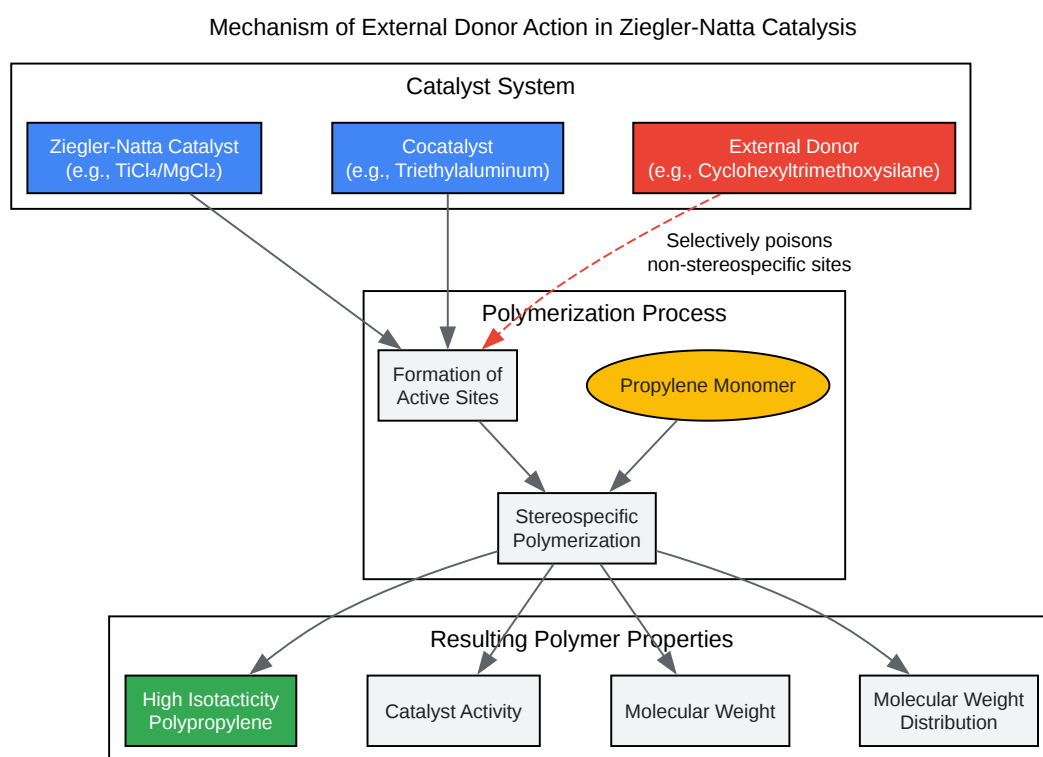 Mechanism of External Donor Action in Ziegler-Natta Catalysis
Catalyst System
Ziegler-Natta Catalyst
(e.g., TiCl₄/MgCl₂)
Cocatalyst
(e.g., Triethylaluminum)
External Donor
(e.g., Cyclohexyltrimethoxysilane)
Selectively poisons
non-stereospecific sites
Polymerization Process
Formation of
Active Sites
Propylene Monomer
Stereospecific
Polymerization
Resulting Polymer Properties
High Isotacticity
Polypropylene
Catalyst Activity
Molecular Weight
Molecular Weight
Distribution